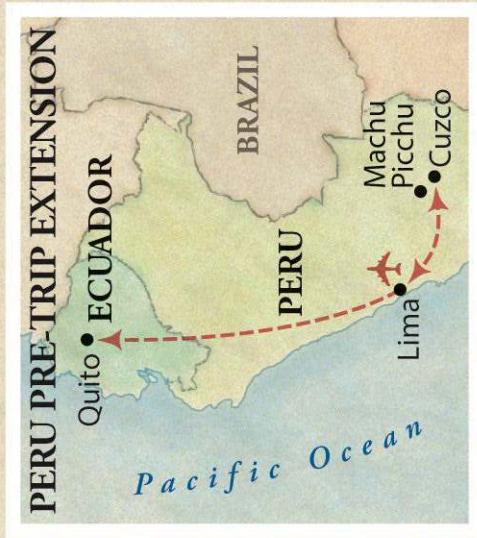 PERU PRE-TRIP EXTENSION
Quito
ECUADOR
BRAZIL
PERU
Machu
Picchu
Cuzco
Lima
Pacific Ocean